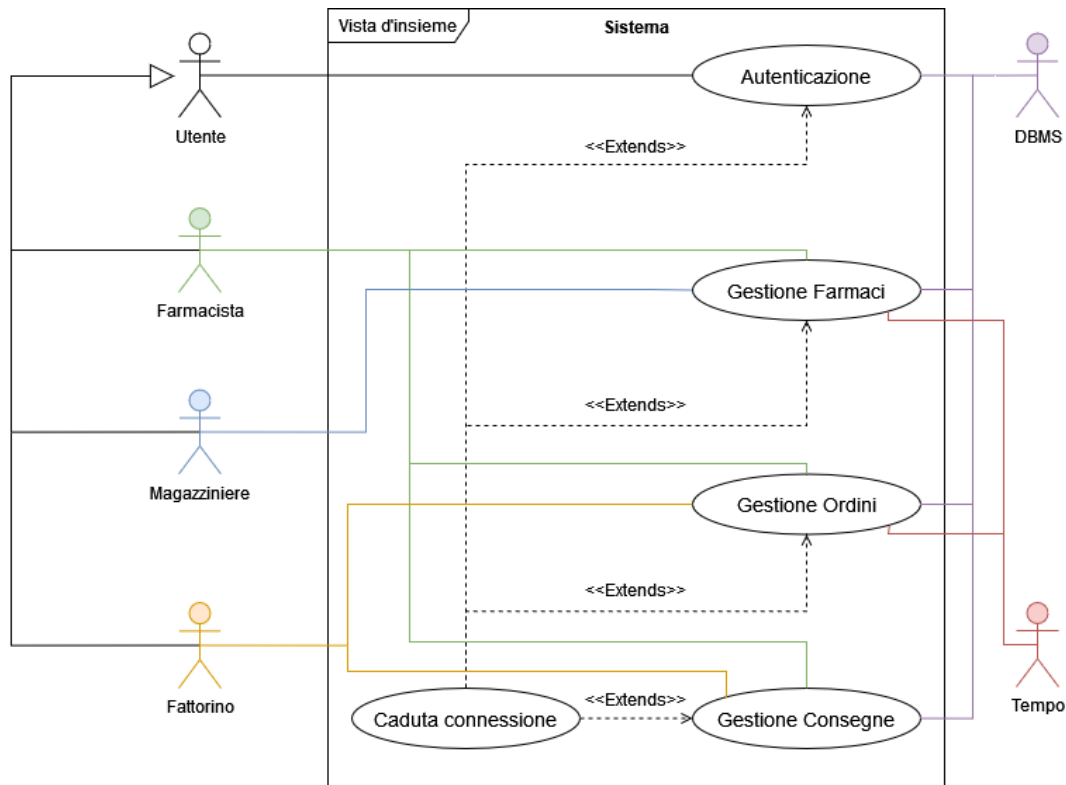 Vista d'insieme
Sistema
Autenticazione
Utente
DBMS
<<Extends>>
Gestione Farmaci
Farmacista
<<Extends>>
Magazziniere
Gestione Ordini
<<Extends>>
Fattorino
Caduta connessione
<<Extends>>
Gestione Consegne
Tempo